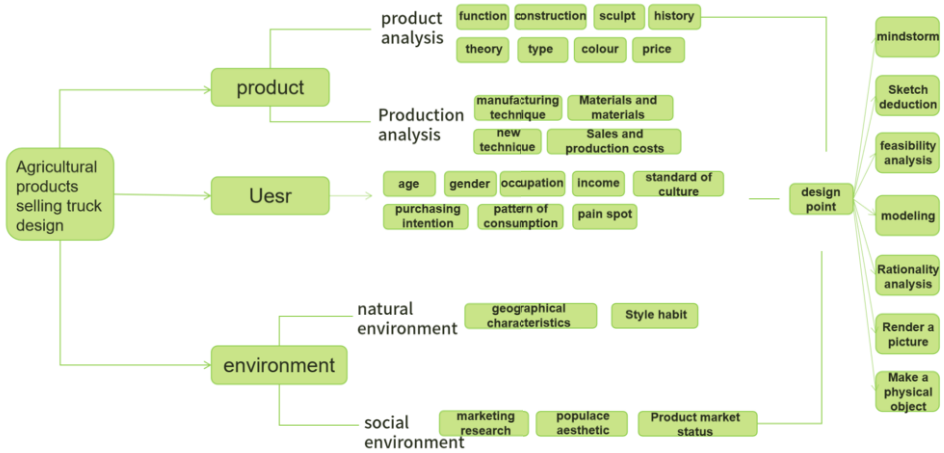 product
analysis
function
construction
sculpt
history
theory
type
colour
price
product
Production
analysis
manufacturing
technique
Materials and
materials
new
technique
Sales and
production costs
Agricultural
products
selling truck
design
Uesr
age
gender
occupation
income
standard of
culture
purchasing
intention
pattern of
consumption
pain spot
environment
natural
environment
geographical
characteristics
Style habit
social
environment
marketing
research
populace
aesthetic
Product market
status
design
point
mindstorm
Sketch
deduction
feasibility
analysis
modeling
Rationality
analysis
Render a
picture
Make a
physical
object